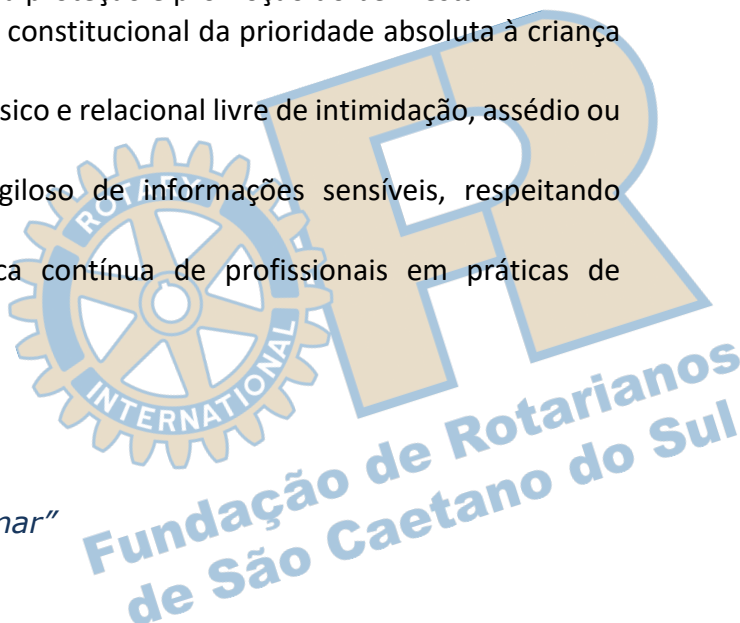 constitucional da prioridade absoluta à criança
sico e relacional livre de intimidação, assédio ou
giloso de informações sensíveis, respeitando
ca contínua de profissionais em práticas de
ROTARY
INTERNATIONAL
Fundação de Rotarianos
de São Caetano do Sul
nar”